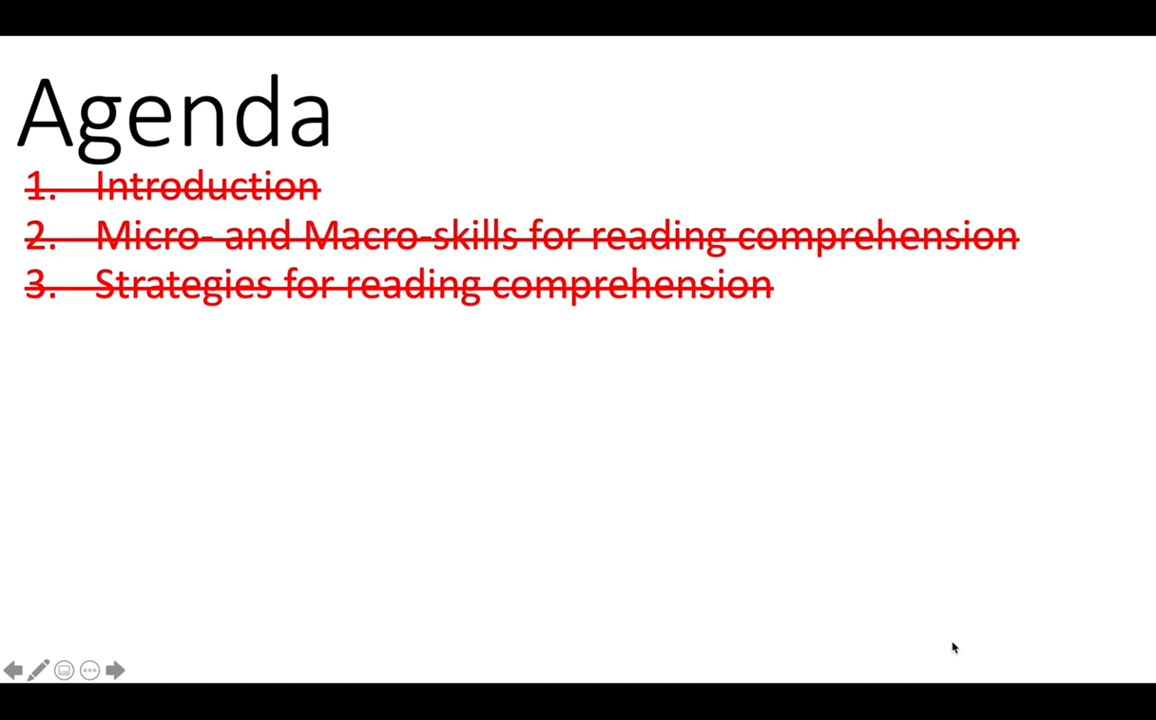 Agenda
1. Introduction
2. Micro- and Macro-skills for reading comprehension
3. Strategies for reading comprehension